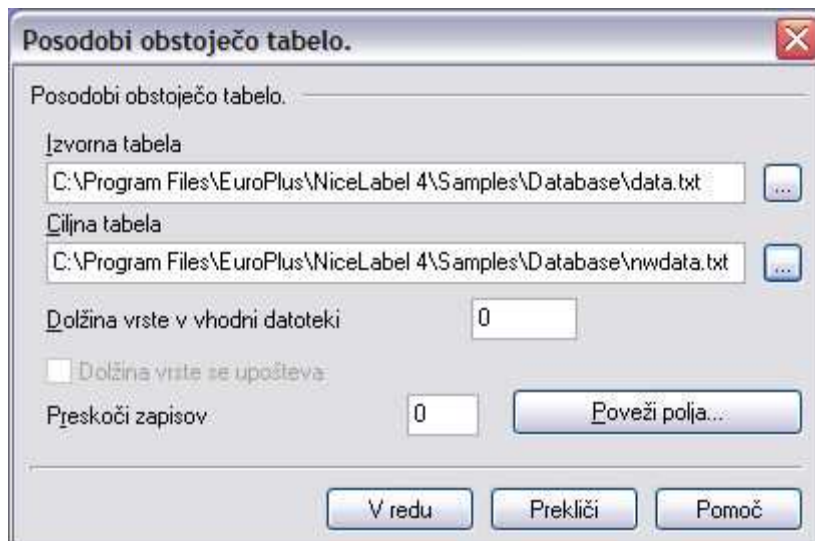 Posodobi obstoječo tabelo.
Posodobi obstoječo tabelo.
Izvorna tabela
C:\Program Files\EuroPlus\NiceLabel 4\Samples\Database\data.txt
...
Ciljna tabela
C:\Program Files\EuroPlus\NiceLabel 4\Samples\Database\nwdata.txt
...
Dolžina vrste v vhodni datoteki 0
Dolžina vrste se upošteva
Preskoči zapisov 0 Poveži polja...
V redu Prekliči Pomoč